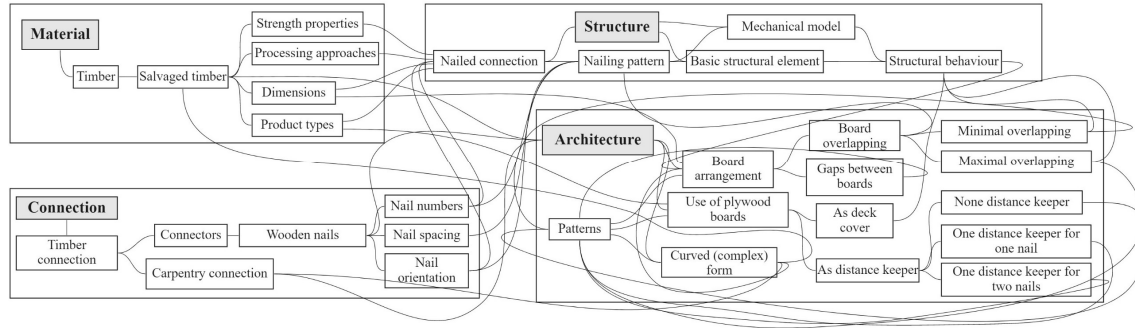 Material
Timber
Salvaged timber
Strength properties
Processing approaches
Dimensions
Product types
Structure
Nailed connection
Nailing pattern
Mechanical model
Basic structural element
Structural behaviour
Connection
Timber
connection
Connectors
Carpentry connection
Wooden nails
Nail numbers
Nail spacing
Nail
orientation
Architecture
Patterns
Board
arrangement
Use of plywood
boards
Curved (complex)
form
Board
overlapping
Gaps between
boards
As deck
cover
As distance keeper
Minimal overlapping
Maximal overlapping
None distance keeper
One distance keeper for
one nail
One distance keeper for
two nails